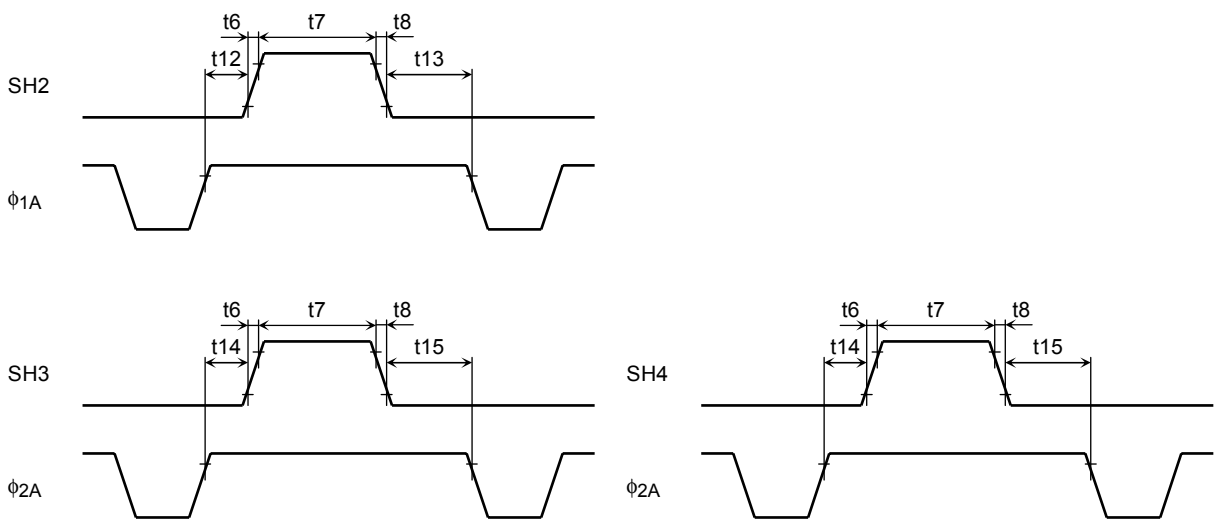 t6 t7 t8
t12 t13
SH2
ϕ1A
t6 t7 t8
t14 t15
SH3
ϕ2A
t6 t7 t8
t14 t15
SH4
ϕ2A